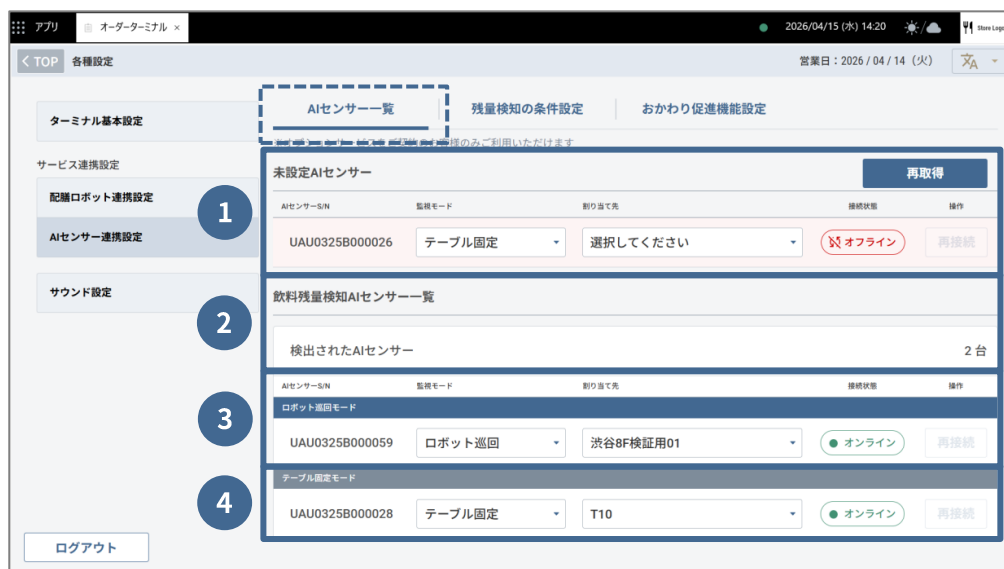 アプリ オーダーターミナル × 2026/04/15 (水) 14:20 Store Logo
< TOP 各種設定 営業日：2026 / 04 / 14 （火）
AIセンサー一覧 残量検知の条件設定 おかわり促進機能設定
ターミナル基本設定
様のみご利用いただけます
サービス連携設定
配膳ロボット連携設定
AIセンサー連携設定
サウンド設定
ログアウト
1
未設定AIセンサー 再取得
AIセンサーS/N 監視モード 割り当て先 接続状態 操作
UAU0325B000026 テーブル固定 選択してください オフライン 再接続
2
飲料残量検知AIセンサー一覧
検出されたAIセンサー 2 台
3
AIセンサーS/N 監視モード 割り当て先 接続状態 操作
ロボット巡回モード
UAU0325B000059 ロボット巡回 渋谷8F検証用01 オンライン 再接続
4
テーブル固定モード
UAU0325B000028 テーブル固定 T10 オンライン 再接続